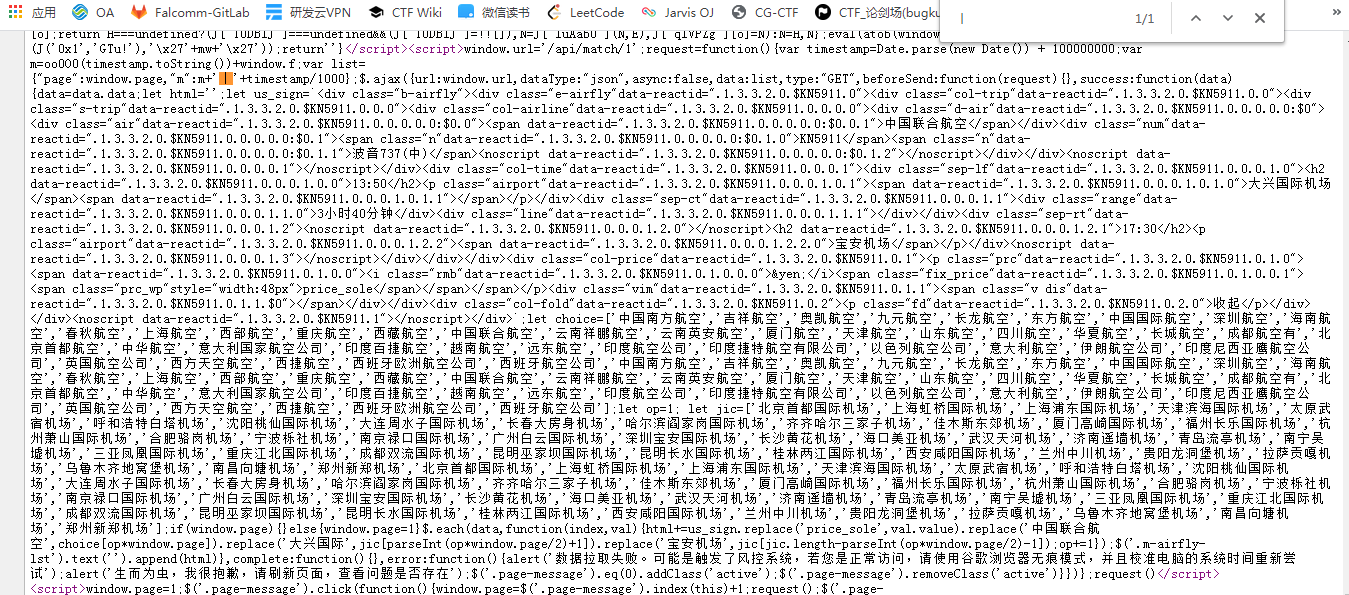 应用 OA Falcomm-GitLab 研发云VPN CTF Wiki 微信读书 LeetCode Jarvis OJ CG-CTF CTF_论剑场(bugku | 1/1
(J('0x1','GTu!'),'\x27'+mw+'\x27'));return''}</script><script>window.url='/api/match/1';request=function(){var timestamp=Date.parse(new Date()) + 100000000;var
m=oo0O0(timestamp.toString())+window.f;var list=
{"page":window.page,"m":m+'|'+timestamp/1000};$.ajax({url:window.url,dataType:"json",async:false,data:list,type:"GET",beforeSend:function(request){},success:function(data)
{data=data.data;let html='';let us_sign=`<div class="b-airfly"><div class="e-airfly"data-reactid=".1.3.3.2.0.$KN5911.0"><div class="col-trip"data-reactid=".1.3.3.2.0.$KN5911.0.0"><div
class="s-trip"data-reactid=".1.3.3.2.0.$KN5911.0.0.0"><div class="col-airline"data-reactid=".1.3.3.2.0.$KN5911.0.0.0.0"><div class="d-air"data-reactid=".1.3.3.2.0.$KN5911.0.0.0.0.0:$0">
<div class="air"data-reactid=".1.3.3.2.0.$KN5911.0.0.0.0.0:$0.0"><span data-reactid=".1.3.3.2.0.$KN5911.0.0.0.0.0:$0.0.1">中国联合航空</span></div><div class="num"data-
reactid=".1.3.3.2.0.$KN5911.0.0.0.0.0:$0.1"><span class="n"data-reactid=".1.3.3.2.0.$KN5911.0.0.0.0.0:$0.1.0">KN5911</span><span class="n"data-
reactid=".1.3.3.2.0.$KN5911.0.0.0.0.0:$0.1.1">波音737(中)</span><noscript data-reactid=".1.3.3.2.0.$KN5911.0.0.0.0.0:$0.1.2"></noscript></div></div><noscript data-
reactid=".1.3.3.2.0.$KN5911.0.0.0.0.1"></noscript></div><div class="col-time"data-reactid=".1.3.3.2.0.$KN5911.0.0.0.1"><div class="sep-lf"data-reactid=".1.3.3.2.0.$KN5911.0.0.0.1.0"><h2
data-reactid=".1.3.3.2.0.$KN5911.0.0.0.1.0.0">13:50</h2><p class="airport"data-reactid=".1.3.3.2.0.$KN5911.0.0.0.1.0.1"><span data-reactid=".1.3.3.2.0.$KN5911.0.0.0.1.0.1.0">大兴国际机场
</span><span data-reactid=".1.3.3.2.0.$KN5911.0.0.0.1.0.1.1"></span></p></div><div class="sep-ct"data-reactid=".1.3.3.2.0.$KN5911.0.0.0.1.1"><div class="range"data-
reactid=".1.3.3.2.0.$KN5911.0.0.0.1.1.0">3小时40分钟</div><div class="line"data-reactid=".1.3.3.2.0.$KN5911.0.0.0.1.1.1"></div></div><div class="sep-rt"data-
reactid=".1.3.3.2.0.$KN5911.0.0.0.1.2"><noscript data-reactid=".1.3.3.2.0.$KN5911.0.0.0.1.2.0"></noscript><h2 data-reactid=".1.3.3.2.0.$KN5911.0.0.0.1.2.1">17:30</h2><p
class="airport"data-reactid=".1.3.3.2.0.$KN5911.0.0.0.1.2.2"><span data-reactid=".1.3.3.2.0.$KN5911.0.0.0.1.2.2.0">宝安机场</span></p></div><noscript data-
reactid=".1.3.3.2.0.$KN5911.0.0.0.1.3"></noscript></div></div></div><div class="col-price"data-reactid=".1.3.3.2.0.$KN5911.0.1"><p class="prc"data-reactid=".1.3.3.2.0.$KN5911.0.1.0">
<span data-reactid=".1.3.3.2.0.$KN5911.0.1.0.0"><i class="rmb"data-reactid=".1.3.3.2.0.$KN5911.0.1.0.0.0">&yen;</i><span class="fix_price"data-reactid=".1.3.3.2.0.$KN5911.0.1.0.0.1">
<span class="prc_wp"style="width:48px">price_sole</span></span></span></p><div class="vim"data-reactid=".1.3.3.2.0.$KN5911.0.1.1"><span class="v dis"data-
reactid=".1.3.3.2.0.$KN5911.0.1.1.$0"></span></div></div><div class="col-fold"data-reactid=".1.3.3.2.0.$KN5911.0.2"><p class="fd"data-reactid=".1.3.3.2.0.$KN5911.0.2.0">收起</p></div>
</div><noscript data-reactid=".1.3.3.2.0.$KN5911.1"></noscript></div>`;let choice=['中国南方航空','吉祥航空','奥凯航空','九元航空','长龙航空','东方航空','中国国际航空','深圳航空','海南航
空','春秋航空','上海航空','西部航空','重庆航空','西藏航空','中国联合航空','云南祥鹏航空','云南英安航空','厦门航空','天津航空','山东航空','四川航空','华夏航空','长城航空','成都航空有','北
京首都航空','中华航空','意大利国家航空公司','印度百捷航空','越南航空','远东航空','印度航空公司','印度捷特航空有限公司','以色列航空公司','意大利航空','伊朗航空公司','印度尼西亚鹰航空公
司','英国航空公司','西方天空航空','西捷航空','西班牙欧洲航空公司','西班牙航空公司','中国南方航空','吉祥航空','奥凯航空','九元航空','长龙航空','东方航空','中国国际航空','深圳航空','海南航
空','春秋航空','上海航空','西部航空','重庆航空','西藏航空','中国联合航空','云南祥鹏航空','云南英安航空','厦门航空','天津航空','山东航空','四川航空','华夏航空','长城航空','成都航空有','北
京首都航空','中华航空','意大利国家航空公司','印度百捷航空','越南航空','远东航空','印度航空公司','印度捷特航空有限公司','以色列航空公司','意大利航空','伊朗航空公司','印度尼西亚鹰航空公
司','英国航空公司','西方天空航空','西捷航空','西班牙欧洲航空公司','西班牙航空公司'];let op=1; let jic=['北京首都国际机场','上海虹桥国际机场','上海浦东国际机场','天津滨海国际机场','太原武
宿机场','呼和浩特白塔机场','沈阳桃仙国际机场','大连周水子国际机场','长春大房身机场','哈尔滨阎家岗国际机场','齐齐哈尔三家子机场','佳木斯东郊机场','厦门高崎国际机场','福州长乐国际机场','杭
州萧山国际机场','合肥骆岗机场','宁波栎社机场','南京禄口国际机场','广州白云国际机场','深圳宝安国际机场','长沙黄花机场','海口美亚机场','武汉天河机场','济南遥墙机场','青岛流亭机场','南宁吴
墟机场','三亚凤凰国际机场','重庆江北国际机场','成都双流国际机场','昆明巫家坝国际机场','昆明长水国际机场','桂林两江国际机场','西安咸阳国际机场','兰州中川机场','贵阳龙洞堡机场','拉萨贡嘎机
场','乌鲁木齐地窝堡机场','南昌向塘机场','郑州新郑机场','北京首都国际机场','上海虹桥国际机场','上海浦东国际机场','天津滨海国际机场','太原武宿机场','呼和浩特白塔机场','沈阳桃仙国际机
场','大连周水子国际机场','长春大房身机场','哈尔滨阎家岗国际机场','齐齐哈尔三家子机场','佳木斯东郊机场','厦门高崎国际机场','福州长乐国际机场','杭州萧山国际机场','合肥骆岗机场','宁波栎社机
场','南京禄口国际机场','广州白云国际机场','深圳宝安国际机场','长沙黄花机场','海口美亚机场','武汉天河机场','济南遥墙机场','青岛流亭机场','南宁吴墟机场','三亚凤凰国际机场','重庆江北国际机
场','成都双流国际机场','昆明巫家坝国际机场','昆明长水国际机场','桂林两江国际机场','西安咸阳国际机场','兰州中川机场','贵阳龙洞堡机场','拉萨贡嘎机场','乌鲁木齐地窝堡机场','南昌向塘机
场','郑州新郑机场'];if(window.page){}else{window.page=1}$.each(data,function(index,val){html+=us_sign.replace('price_sole',val.value).replace('中国联合航
空',choice[op*window.page]).replace('大兴国际',jic[parseInt(op*window.page/2)+1]).replace('宝安机场',jic[jic.length-parseInt(op*window.page/2)-1]);op+=1});$('.m-airfly-
lst').text('').append(html)},complete:function(){},error:function(){alert('数据拉取失败。可能是触发了风控系统，若您是正常访问，请使用谷歌浏览器无痕模式，并且校准电脑的系统时间重新尝
试');alert('生而为虫，我很抱歉，请刷新页面，查看问题是否存在');$('.page-message').eq(0).addClass('active');$('.page-message').removeClass('active')}})};request()</script>
<script>window.page=1;$('.page-message').click(function(){window.page=$('.page-message').index(this)+1;request();$('.page-